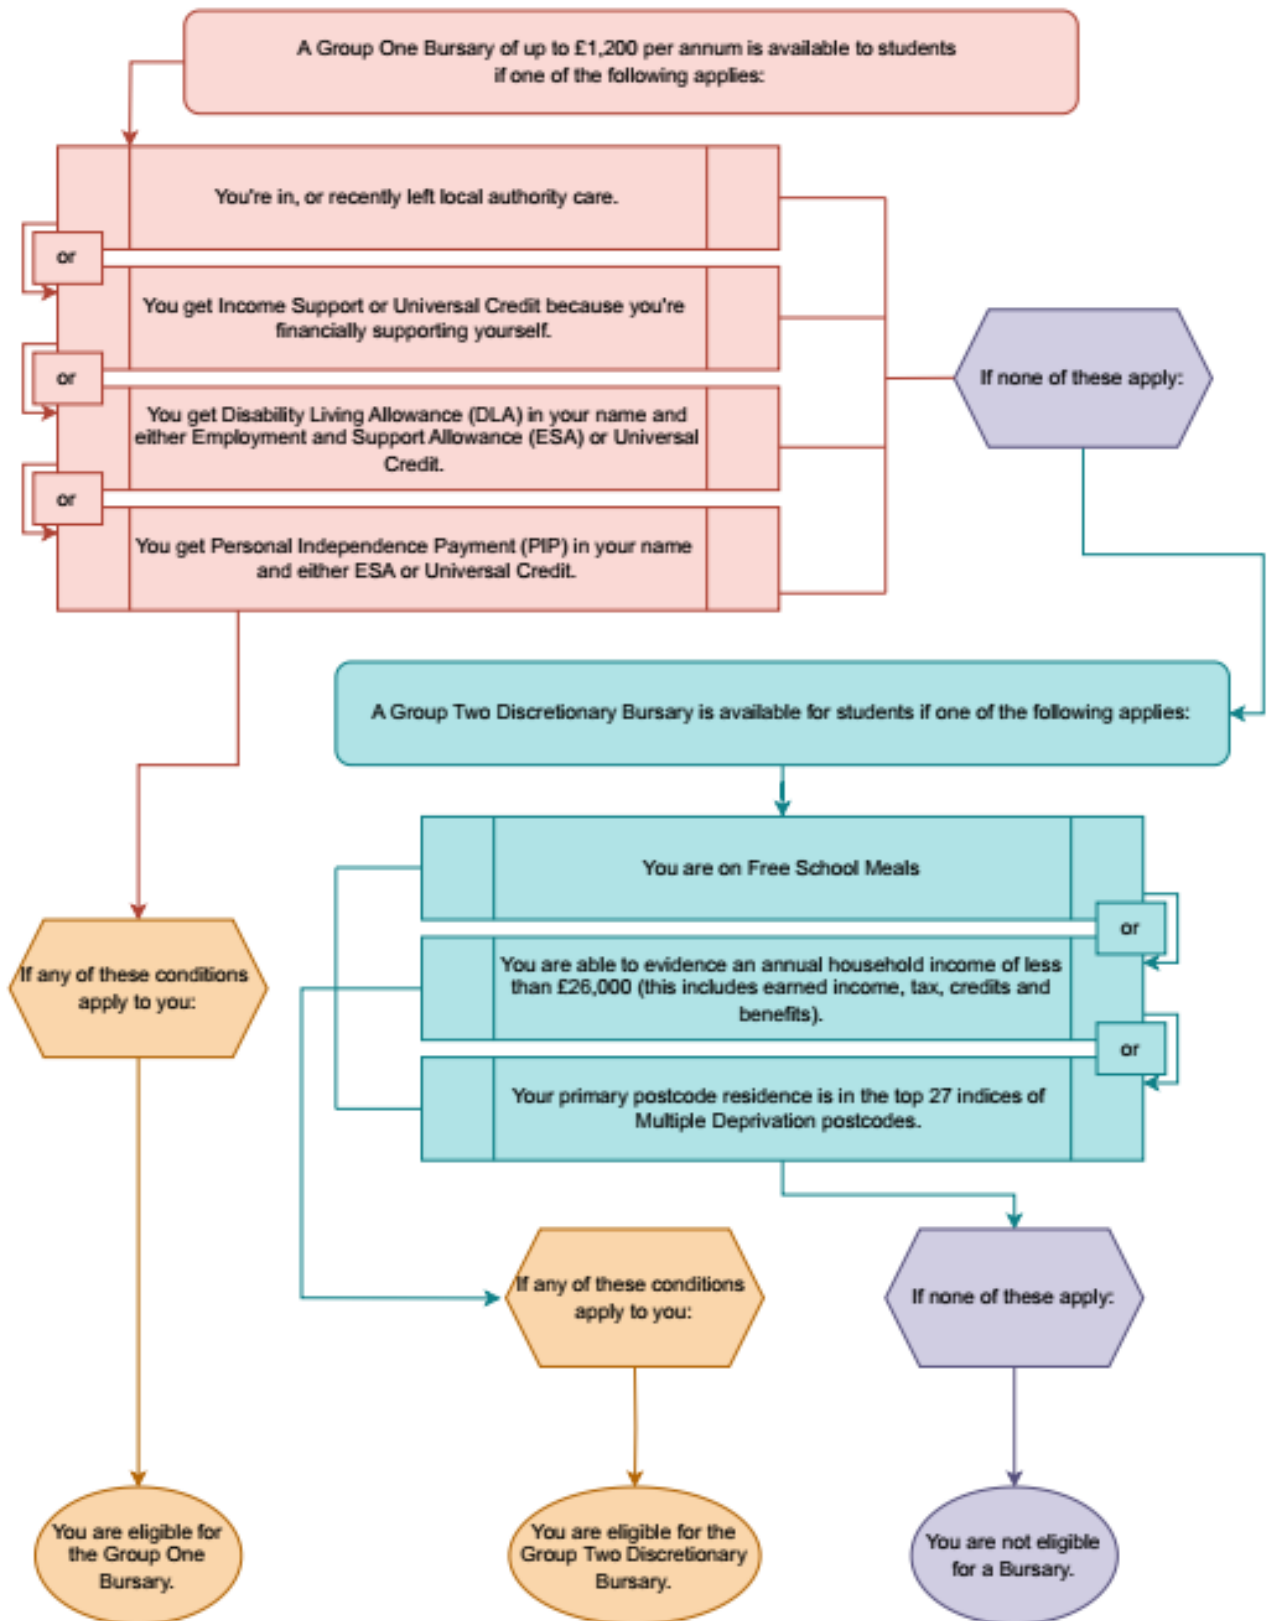 A Group One Bursary of up to £1,200 per annum is available to students
if one of the following applies:
You're in, or recently left local authority care.
or
You get Income Support or Universal Credit because you're
financially supporting yourself.
or
You get Disability Living Allowance (DLA) in your name and
either Employment and Support Allowance (ESA) or Universal
Credit.
or
You get Personal Independence Payment (PIP) in your name
and either ESA or Universal Credit.
If none of these apply:
A Group Two Discretionary Bursary is available for students if one of the following applies:
You are on Free School Meals
or
You are able to evidence an annual household income of less
than £26,000 (this includes earned income, tax, credits and
benefits).
or
Your primary postcode residence is in the top 27 indices of
Multiple Deprivation postcodes.
If any of these conditions
apply to you:
If any of these conditions
apply to you:
If none of these apply:
You are eligible for
the Group One
Bursary.
You are eligible for the
Group Two Discretionary
Bursary.
You are not eligible
for a Bursary.